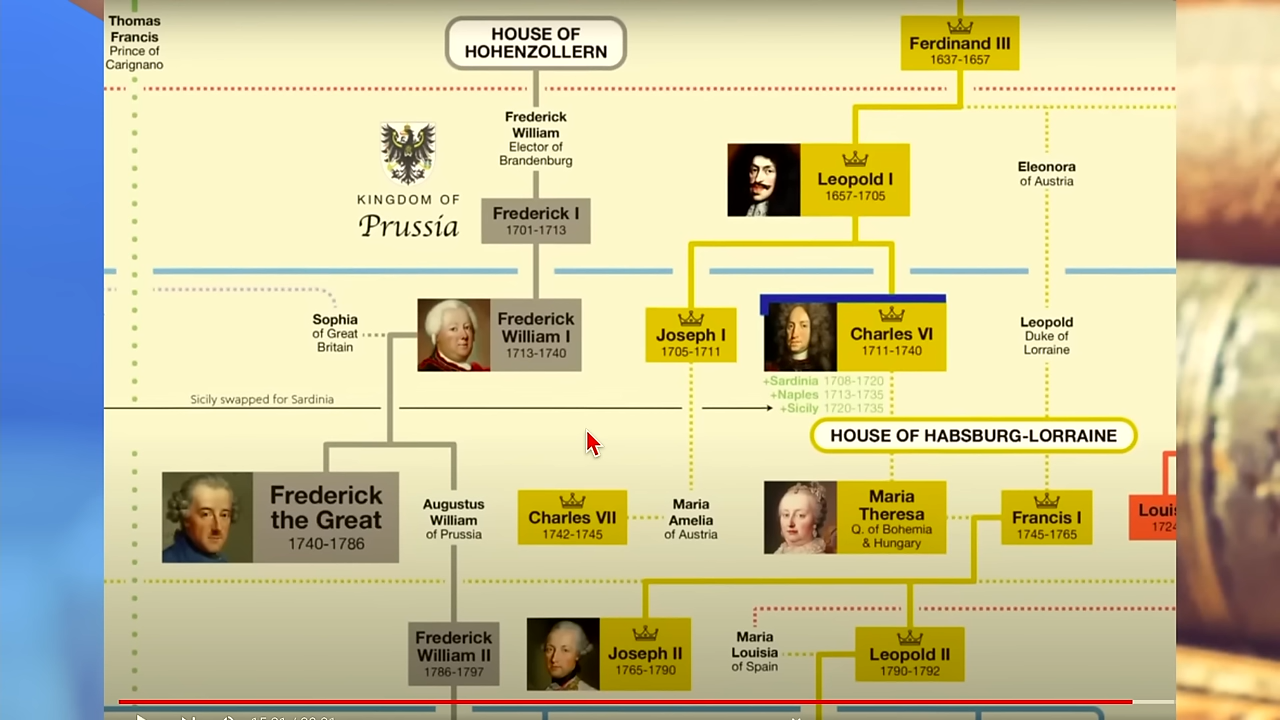 Thomas
Francis
Prince of
Carignano
HOUSE OF
HOHENZOLLERN
Ferdinand III
1637-1657
Frederick
William
Elector of
Brandenburg
KINGDOM OF
Prussia
Frederick I
1701-1713
Leopold I
1657-1705
Eleonora
of Austria
Sophia
of Great
Britain
Frederick
William I
1713-1740
Joseph I
1705-1711
Charles VI
1711-1740
Leopold
Duke of
Lorraine
+Sardinia 1708-1720
+Naples 1713-1735
+Sicily 1720-1735
Sicily swapped for Sardinia
HOUSE OF HABSBURG-LORRAINE
Frederick
the Great
1740-1786
Augustus
William
of Prussia
Charles VII
1742-1745
Maria
Amelia
of Austria
Maria
Theresa
Q. of Bohemia
& Hungary
Francis I
1745-1765
Frederick
William II
1786-1797
Joseph II
1765-1790
Maria
Louisia
of Spain
Leopold II
1790-1792